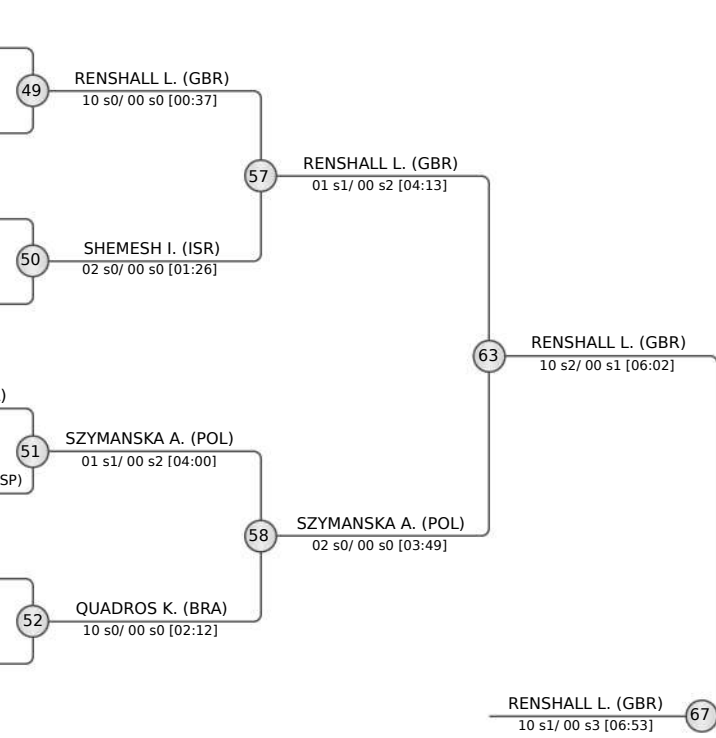 49
RENSHALL L. (GBR)
10 s0/ 00 s0 [00:37]
57
RENSHALL L. (GBR)
01 s1/ 00 s2 [04:13]
50
SHEMESH I. (ISR)
02 s0/ 00 s0 [01:26]
63
RENSHALL L. (GBR)
10 s2/ 00 s1 [06:02]
)
51
SZYMANSKA A. (POL)
01 s1/ 00 s2 [04:00]
SP)
58
SZYMANSKA A. (POL)
02 s0/ 00 s0 [03:49]
52
QUADROS K. (BRA)
10 s0/ 00 s0 [02:12]
RENSHALL L. (GBR)
10 s1/ 00 s3 [06:53]
67